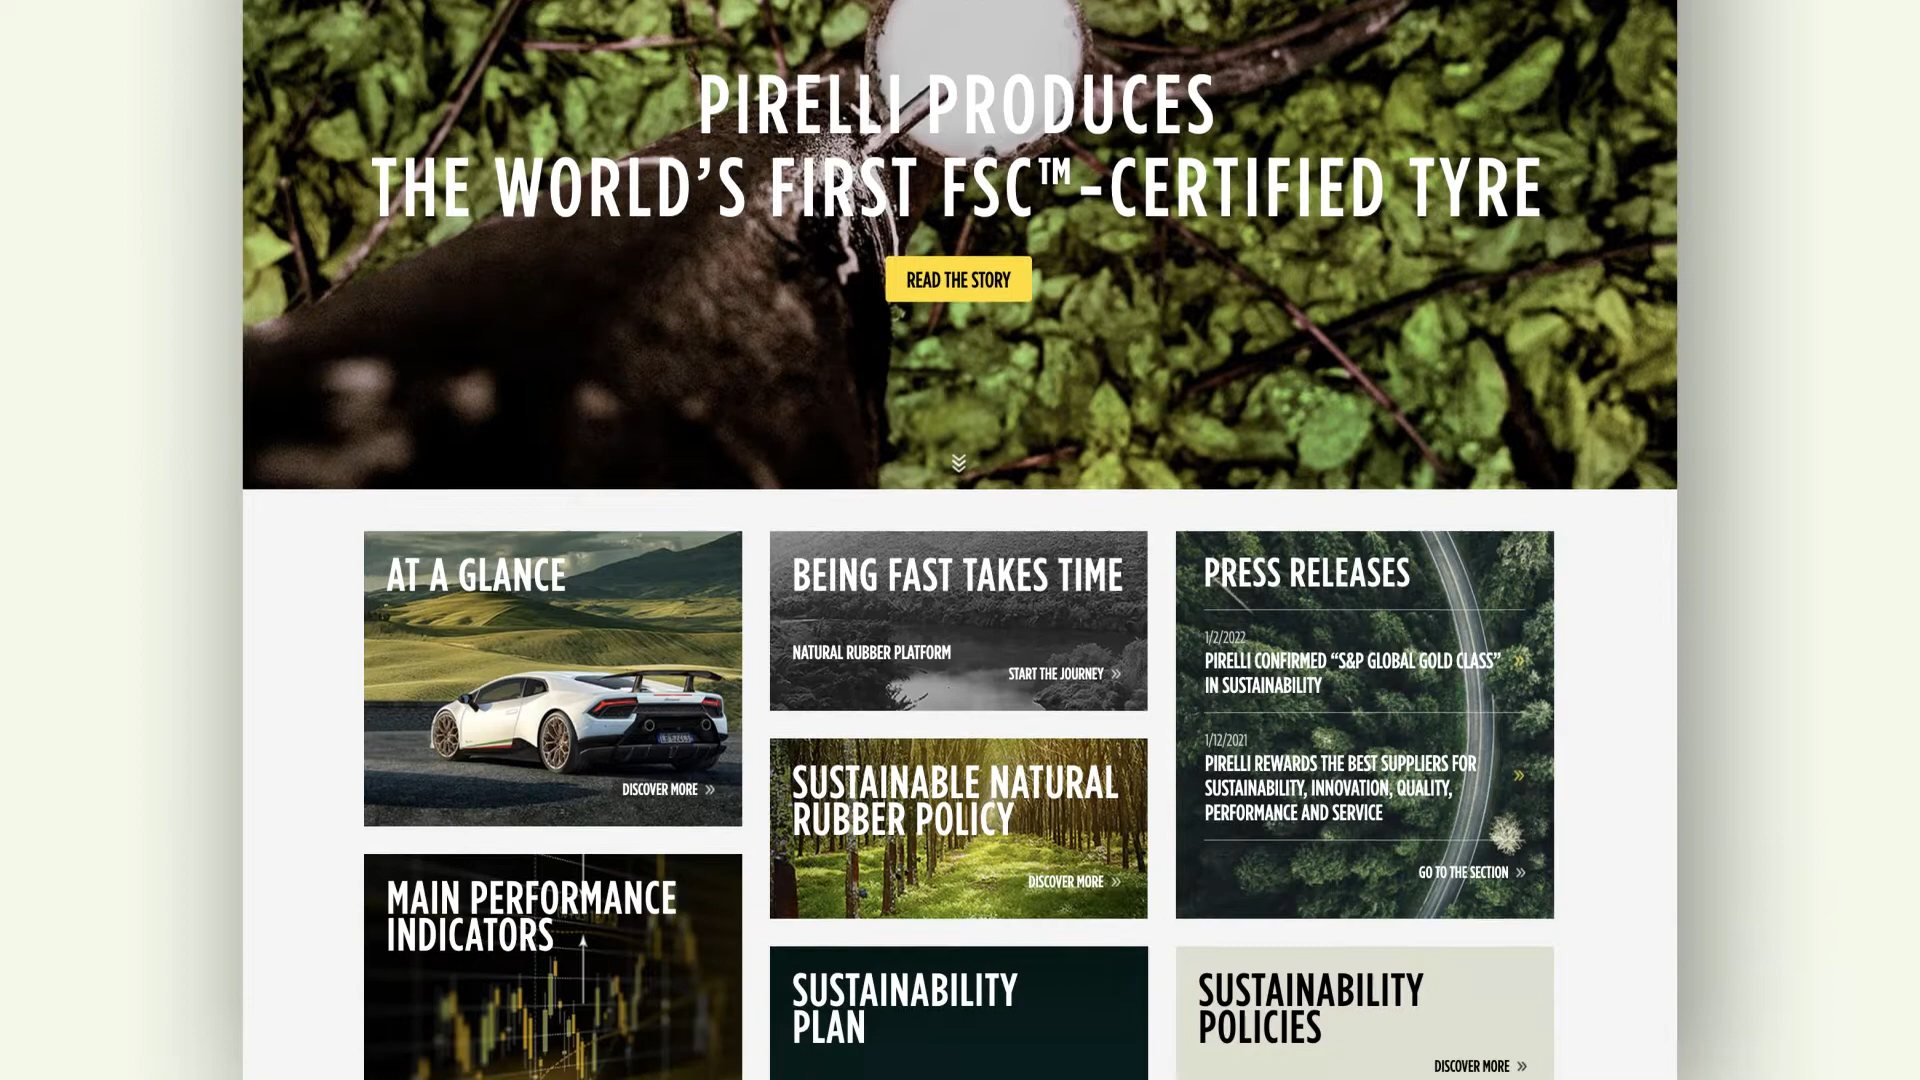 PIRELLI PRODUCES
THE WORLD’S FIRST FSC™-CERTIFIED TYRE
READ THE STORY
AT A GLANCE
DISCOVER MORE »
MAIN PERFORMANCE
INDICATORS
BEING FAST TAKES TIME
NATURAL RUBBER PLATFORM
START THE JOURNEY »
SUSTAINABLE NATURAL
RUBBER POLICY
DISCOVER MORE »
SUSTAINABILITY
PLAN
PRESS RELEASES
1/2/2022
PIRELLI CONFIRMED “S&P GLOBAL GOLD CLASS” »
IN SUSTAINABILITY
1/12/2021
PIRELLI REWARDS THE BEST SUPPLIERS FOR
SUSTAINABILITY, INNOVATION, QUALITY, »
PERFORMANCE AND SERVICE
GO TO THE SECTION »
SUSTAINABILITY
POLICIES
DISCOVER MORE »